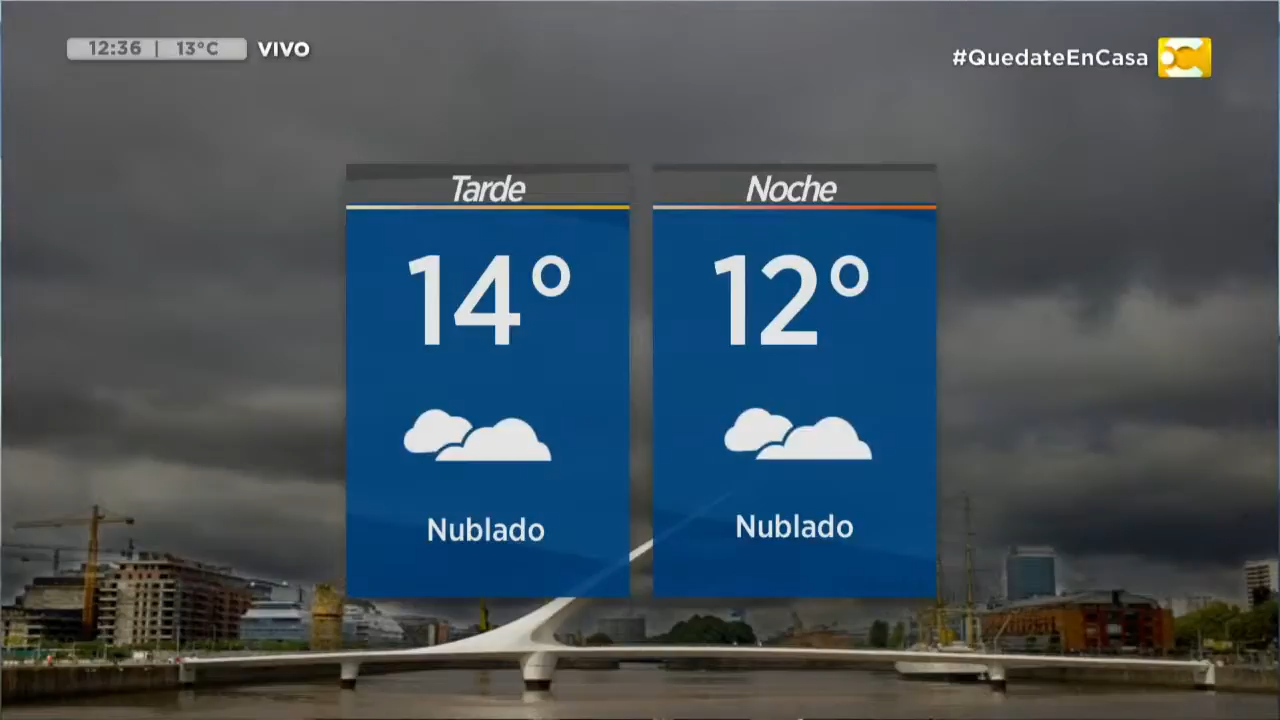 12:36 | 13°C VIVO
#QuedateEnCasa
Tarde
14°
Nublado
Noche
12°
Nublado